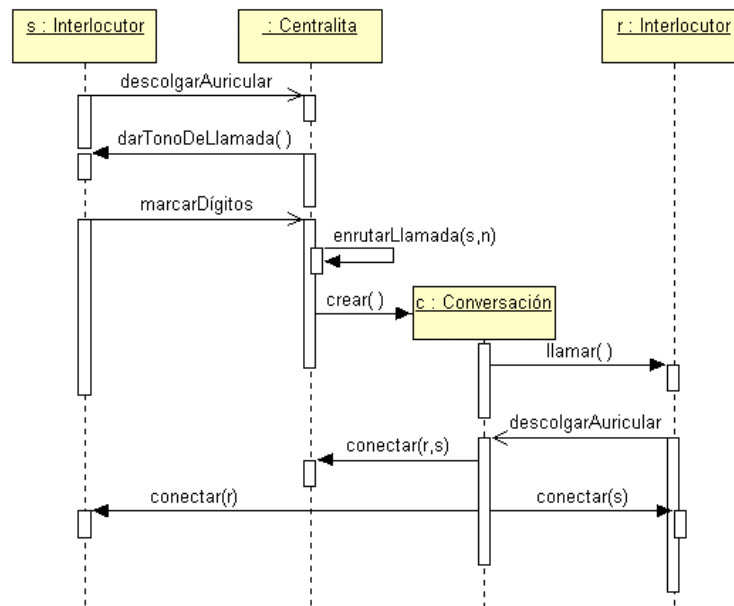 s : Interlocutor
: Centralita
r : Interlocutor
descolgarAuricular
darTonoDeLlamada( )
marcarDígitos
enrutarLlamada(s,n)
crear( )
c : Conversación
llamar( )
descolgarAuricular
conectar(r,s)
conectar(r)
conectar(s)